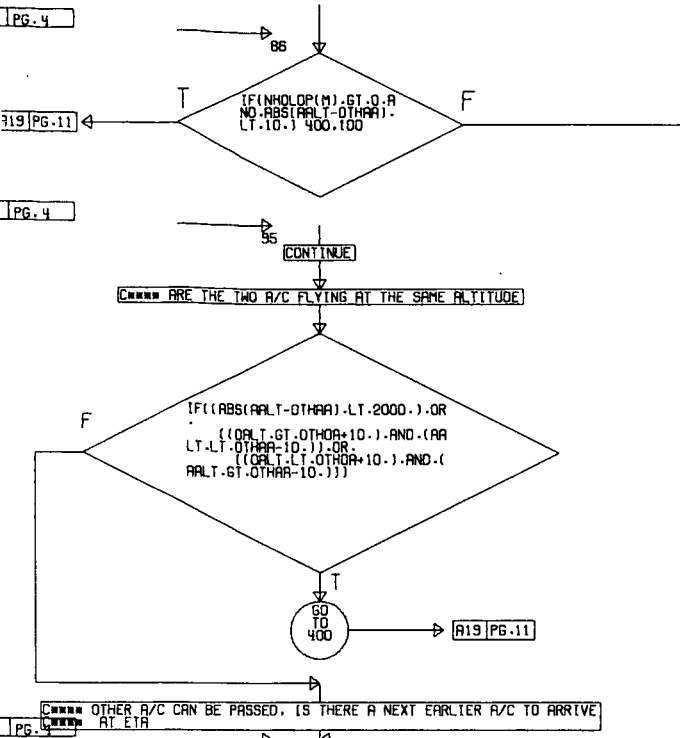 PG.4
86
IF(NHOLDP(M).GT.0.A
ND.ABS(AALT-OTHAA).
LT.10.) 400,100
T
F
A19 PG.11
PG.4
95
CONTINUE
C**** ARE THE TWO A/C FLYING AT THE SAME ALTITUDE
IF((ABS(AALT-OTHAA).LT.2000.).OR
.
((OALT.GT.OTHOA+10.).AND.(AA
LT.LT.OTHAA-10.)).OR.
((OALT.LT.OTHOA+10.).AND.(
AALT.GT.OTHAA-10.)))
F
T
GO
TO
400
A19 PG.11
C**** OTHER A/C CAN BE PASSED. IS THERE A NEXT EARLIER A/C TO ARRIVE
C**** AT ETA
PG.